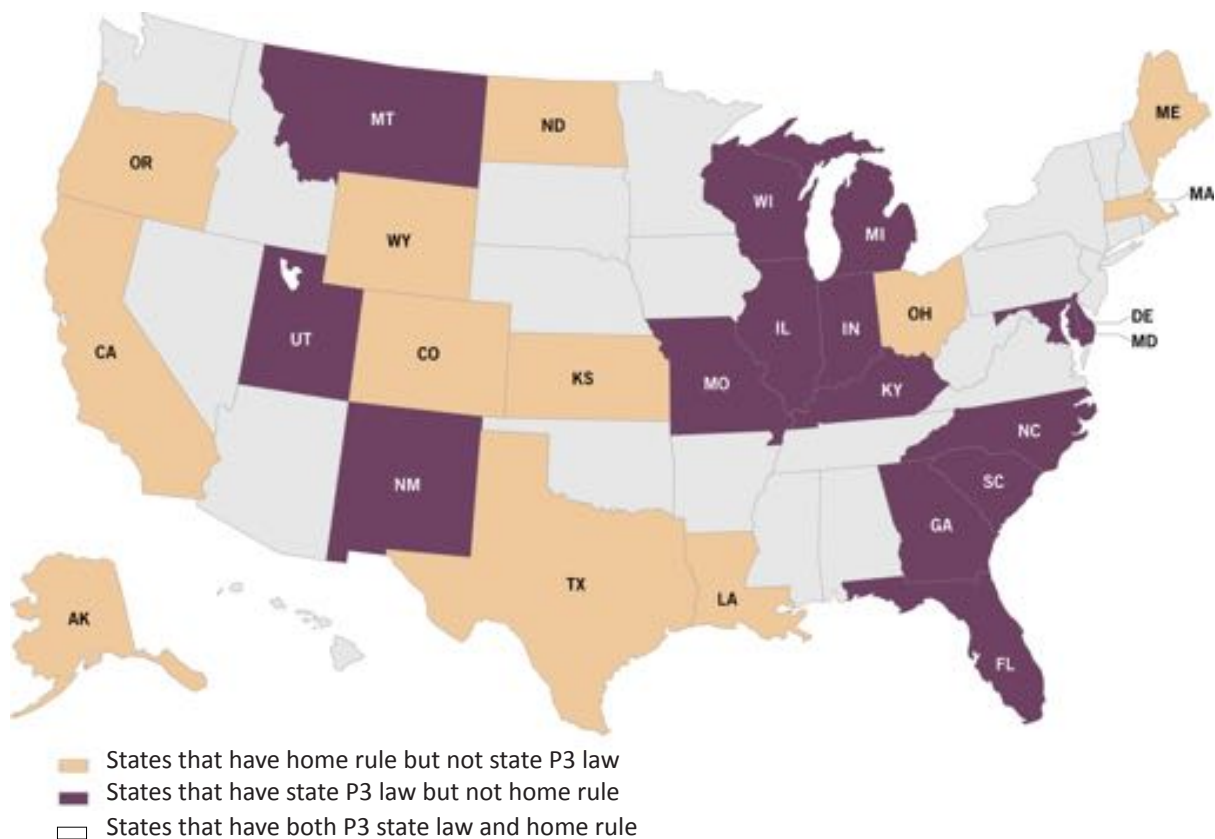 MT
ND
ME
OR
MA
WI
WY
MI
OH
DE
IL
IN
UT
MD
CA
CO
KS
MO
KY
NC
NM
SC
GA
TX
LA
AK
FL
States that have home rule but not state P3 law
States that have state P3 law but not home rule
States that have both P3 state law and home rule